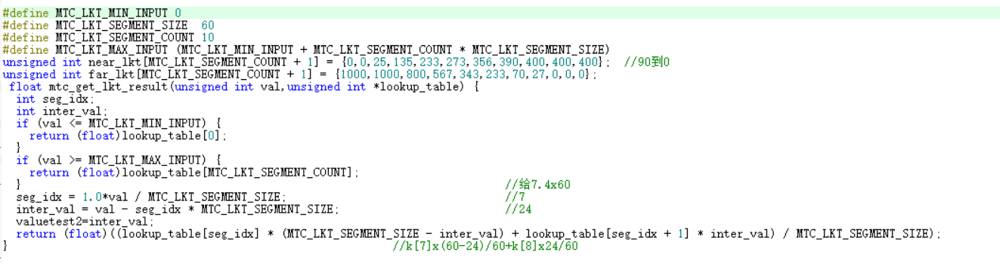 #define MTC_LKT_MIN_INPUT 0
#define MTC_LKT_SEGMENT_SIZE  60
#define MTC_LKT_SEGMENT_COUNT 10
#define MTC_LKT_MAX_INPUT (MTC_LKT_MIN_INPUT + MTC_LKT_SEGMENT_COUNT * MTC_LKT_SEGMENT_SIZE)
unsigned int near_lkt[MTC_LKT_SEGMENT_COUNT + 1] = {0,0,25,135,233,273,356,390,400,400,400};  //90到0
unsigned int far_lkt[MTC_LKT_SEGMENT_COUNT + 1] = {1000,1000,800,567,343,233,70,27,0,0,0};
 float mtc_get_lkt_result(unsigned int val,unsigned int *lookup_table) {
  int seg_idx;
  int inter_val;
  if (val <= MTC_LKT_MIN_INPUT) {
    return (float)lookup_table[0];
  }
  if (val >= MTC_LKT_MAX_INPUT) {
    return (float)lookup_table[MTC_LKT_SEGMENT_COUNT];
  }                                                        //给7.4x60
  seg_idx = 1.0*val / MTC_LKT_SEGMENT_SIZE;                //7
  inter_val = val - seg_idx * MTC_LKT_SEGMENT_SIZE;        //24
  valuetest2=inter_val;
  return (float)((lookup_table[seg_idx] * (MTC_LKT_SEGMENT_SIZE - inter_val) + lookup_table[seg_idx + 1] * inter_val) / MTC_LKT_SEGMENT_SIZE);
}                                            //k[7]x(60-24)/60+k[8]x24/60